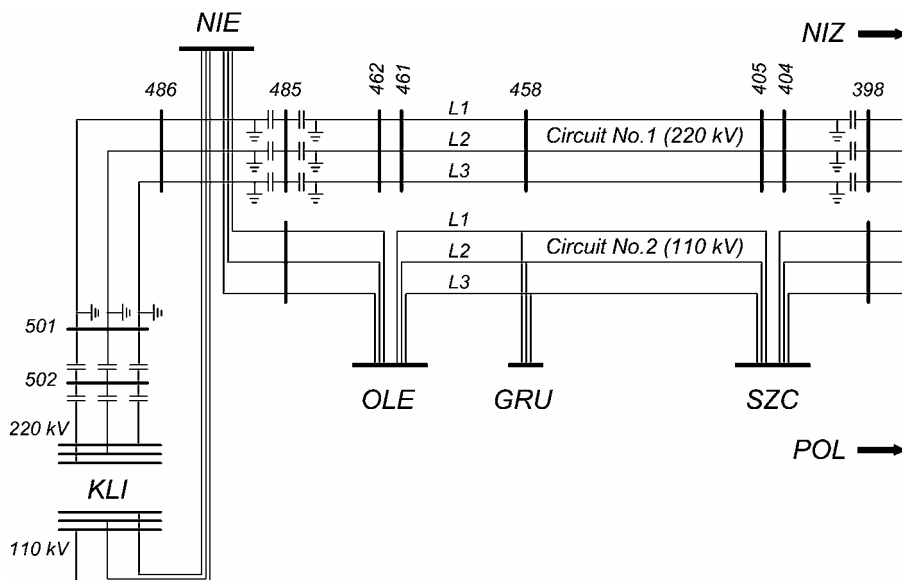 NIE
NIZ
486
485
462
461
458
405
404
398
L1
L2
Circuit No.1 (220 kV)
L3
L1
L2
Circuit No.2 (110 kV)
L3
501
502
OLE
GRU
SZC
220 kV
POL
KLI
110 kV